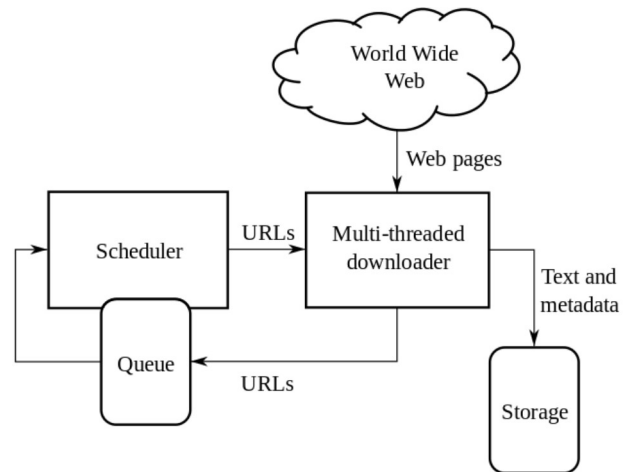 World Wide
Web
Web pages
Scheduler
URLs
Multi-threaded
downloader
Text and
metadata
Queue
URLs
Storage